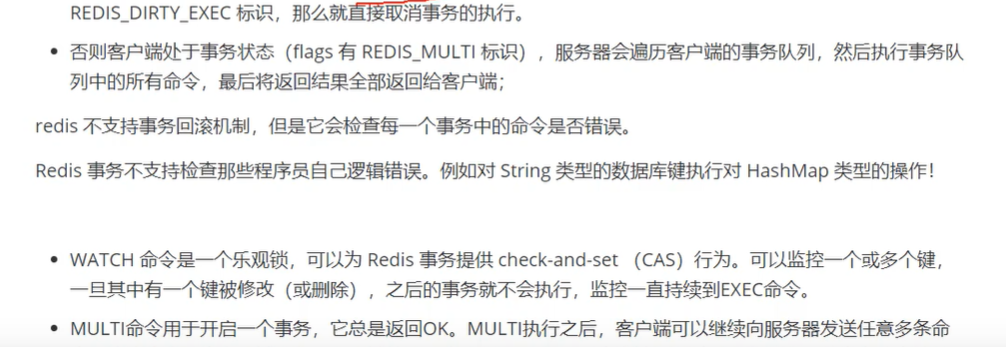 REDIS_DIRTY_EXEC 标识，那么就直接取消事务的执行。
• 否则客户端处于事务状态（flags 有 REDIS_MULTI 标识），服务器会遍历客户端的事务队列，然后执行事务队
列中的所有命令，最后将返回结果全部返回给客户端；
redis 不支持事务回滚机制，但是它会检查每一个事务中的命令是否错误。
Redis 事务不支持检查那些程序员自己逻辑错误。例如对 String 类型的数据库键执行对 HashMap 类型的操作！
• WATCH 命令是一个乐观锁，可以为 Redis 事务提供 check-and-set （CAS）行为。可以监控一个或多个键，
一旦其中有一个键被修改（或删除），之后的事务就不会执行，监控一直持续到EXEC命令。
• MULTI命令用于开启一个事务，它总是返回OK。MULTI执行之后，客户端可以继续向服务器发送任意多条命